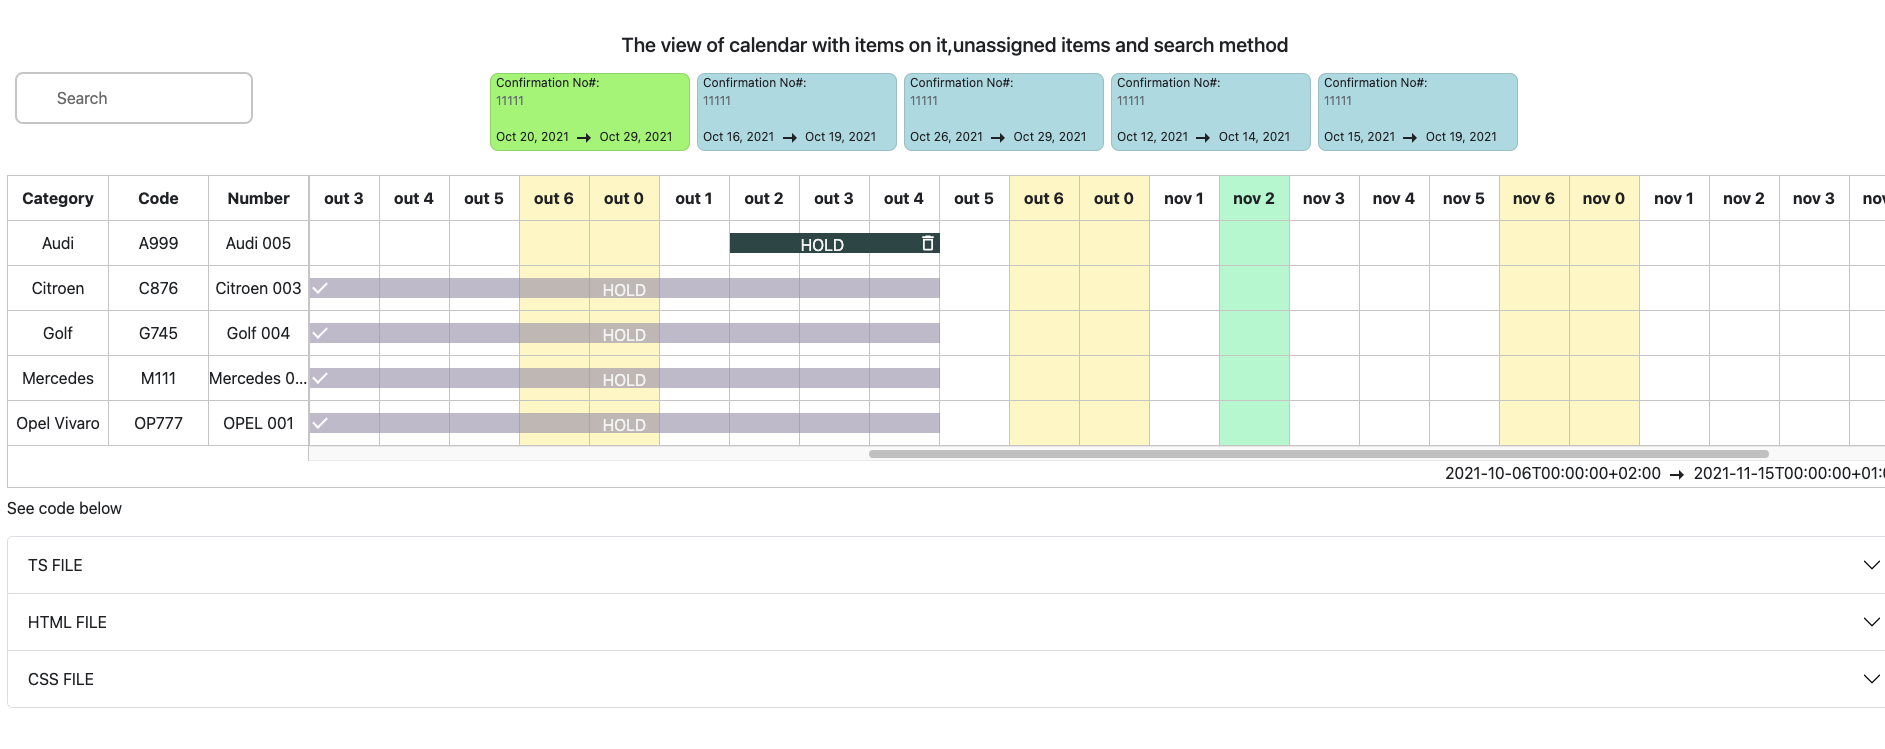 The view of calendar with items on it,unassigned items and search method
Search
Confirmation No#: Confirmation No#: Confirmation No#: Confirmation No#: Confirmation No#:
11111 11111 11111 11111 11111
Oct 20, 2021 → Oct 29, 2021 Oct 16, 2021 → Oct 19, 2021 Oct 26, 2021 → Oct 29, 2021 Oct 12, 2021 → Oct 14, 2021 Oct 15, 2021 → Oct 19, 2021
Category Code Number out 3 out 4 out 5 out 6 out 0 out 1 out 2 out 3 out 4 out 5 out 6 out 0 nov 1 nov 2 nov 3 nov 4 nov 5 nov 6 nov 0 nov 1 nov 2 nov 3
Audi A999 Audi 005 HOLD
Citroen C876 Citroen 003 HOLD
Golf G745 Golf 004 HOLD
Mercedes M111 Mercedes 0... HOLD
Opel Vivaro OP777 OPEL 001 HOLD
2021-10-06T00:00:00+02:00 → 2021-11-15T00:00:00+01:
See code below
TS FILE
HTML FILE
CSS FILE